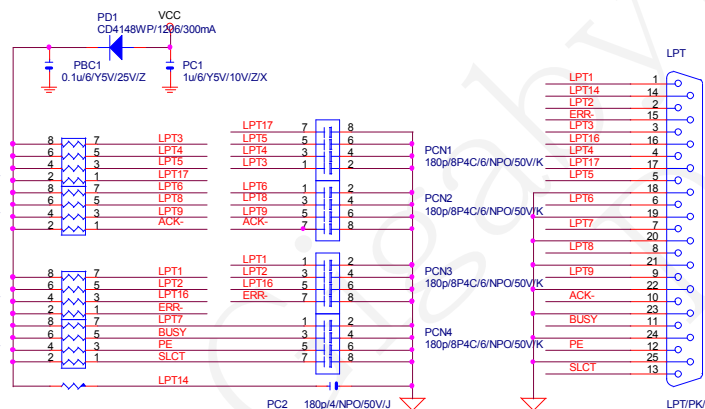 PD1
VCC
CD4148WP/1206/300mA
PBC1
0.1u/6/Y5V/25V/Z
PC1
1u/6/Y5V/10V/Z/X
LPT
8 7 LPT3
6 5 LPT4
4 3 LPT5
2 1 LPT17
8 7 LPT6
6 5 LPT8
4 3 LPT9
2 1 ACK-
8 7 LPT1
6 5 LPT2
4 3 LPT16
2 1 ERR-
8 7 LPT7
6 5 BUSY
4 3 PE
2 1 SLCT
LPT14
LPT17 7 8
LPT5 5 6
LPT4 3 4
LPT3 1 2
PCN1
180p/8P4C/6/NPO/50V/K
LPT6 1 2
LPT8 3 4
LPT9 5 6
ACK- 7 8
PCN2
180p/8P4C/6/NPO/50V/K
LPT1 1 2
LPT2 3 4
LPT16 5 6
ERR- 7 8
PCN3
180p/8P4C/6/NPO/50V/K
1 2
3 4
5 6
7 8
PCN4
180p/8P4C/6/NPO/50V/K
PC2 180p/4/NPO/50V/J
LPT1 1
LPT14 14
LPT2 2
ERR- 15
LPT3 3
LPT16 16
LPT4 4
LPT17 17
LPT5 5
18
LPT6 6
19
LPT7 7
20
LPT8 8
21
LPT9 9
22
ACK- 10
23
BUSY 11
24
PE 12
25
SLCT 13
LPT/PK/
Gigaby